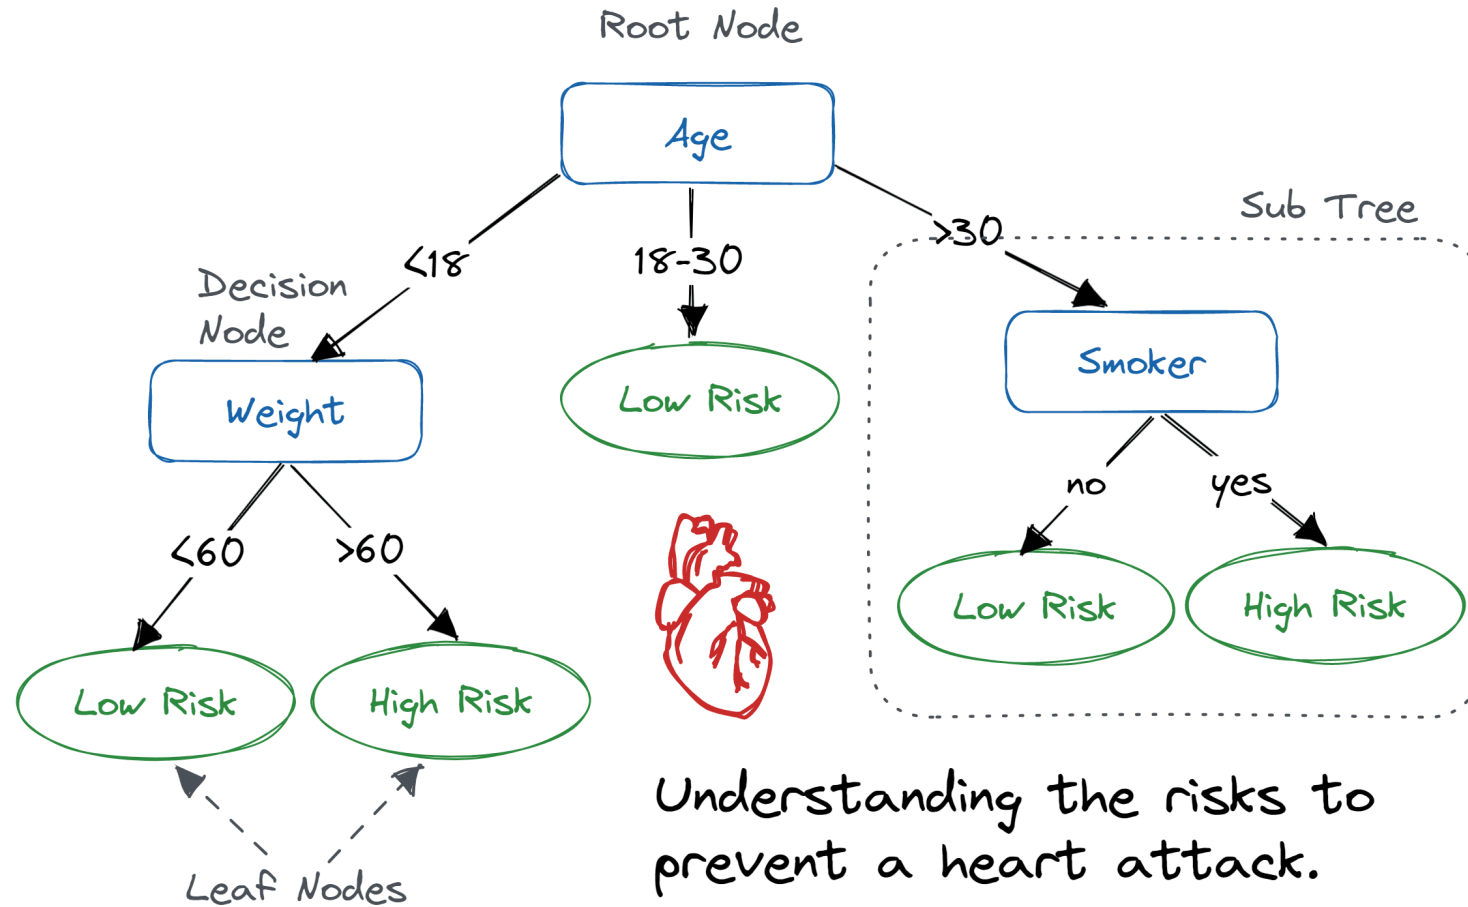 Root Node
Age
Sub Tree
<18
18-30
>30
Decision
Node
Weight
Low Risk
Smoker
<60
>60
no
yes
Low Risk
High Risk
Low Risk
High Risk
Leaf Nodes
Understanding the risks to
prevent a heart attack.